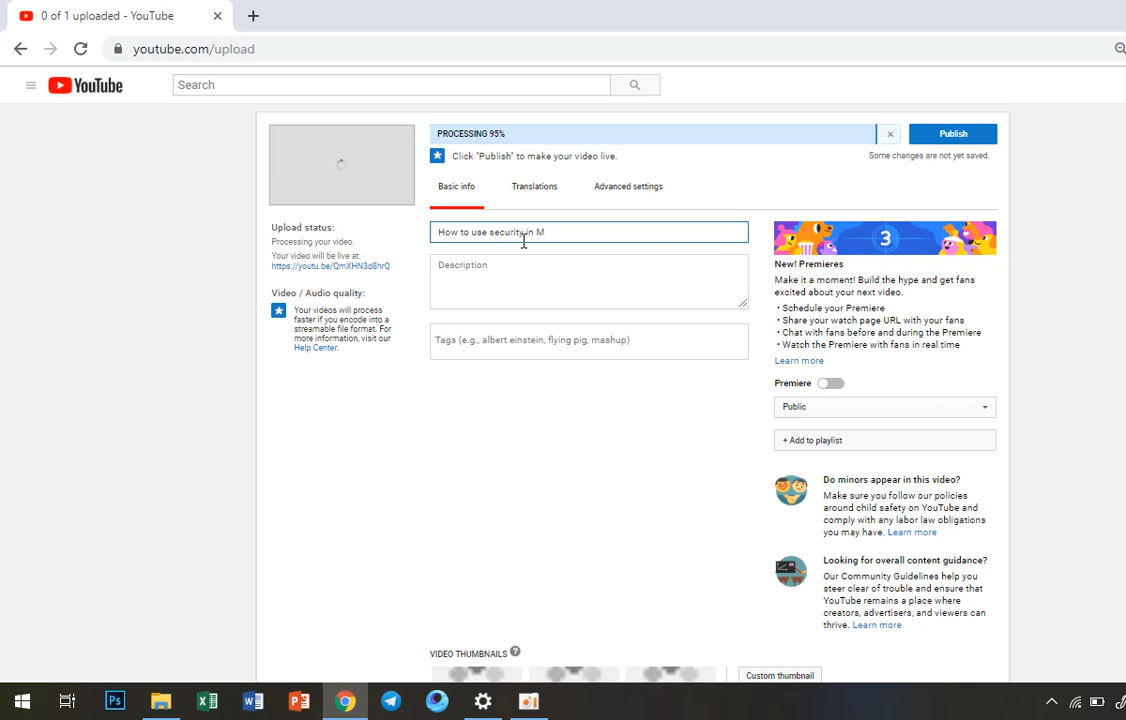 0 of 1 uploaded - YouTube
youtube.com/upload
YouTube
Search
PROCESSING 95%
Publish
Click "Publish" to make your video live.
Some changes are not yet saved.
Basic info
Translations
Advanced settings
Upload status:
Processing your video.
Your video will be live at:
https://youtu.be/QmXHN3d8hrQ
Video / Audio quality:
Your videos will process
faster if you encode into a
streamable file format. For
more information, visit our
Help Center.
How to use security in M
Description
Tags (e.g., albert einstein, flying pig, mashup)
3
New! Premieres
Make it a moment! Build the hype and get fans
excited about your next video.
• Schedule your Premiere
• Share your watch page URL with your fans
• Chat with fans before and during the Premiere
• Watch the Premiere with fans in real time
Learn more
Premiere
Public
+ Add to playlist
Do minors appear in this video?
Make sure you follow our policies
around child safety on YouTube and
comply with any labor law obligations
you may have. Learn more
Looking for overall content guidance?
Our Community Guidelines help you
steer clear of trouble and ensure that
YouTube remains a place where
creators, advertisers, and viewers can
thrive. Learn more
VIDEO THUMBNAILS ?
Custom thumbnail
Ps